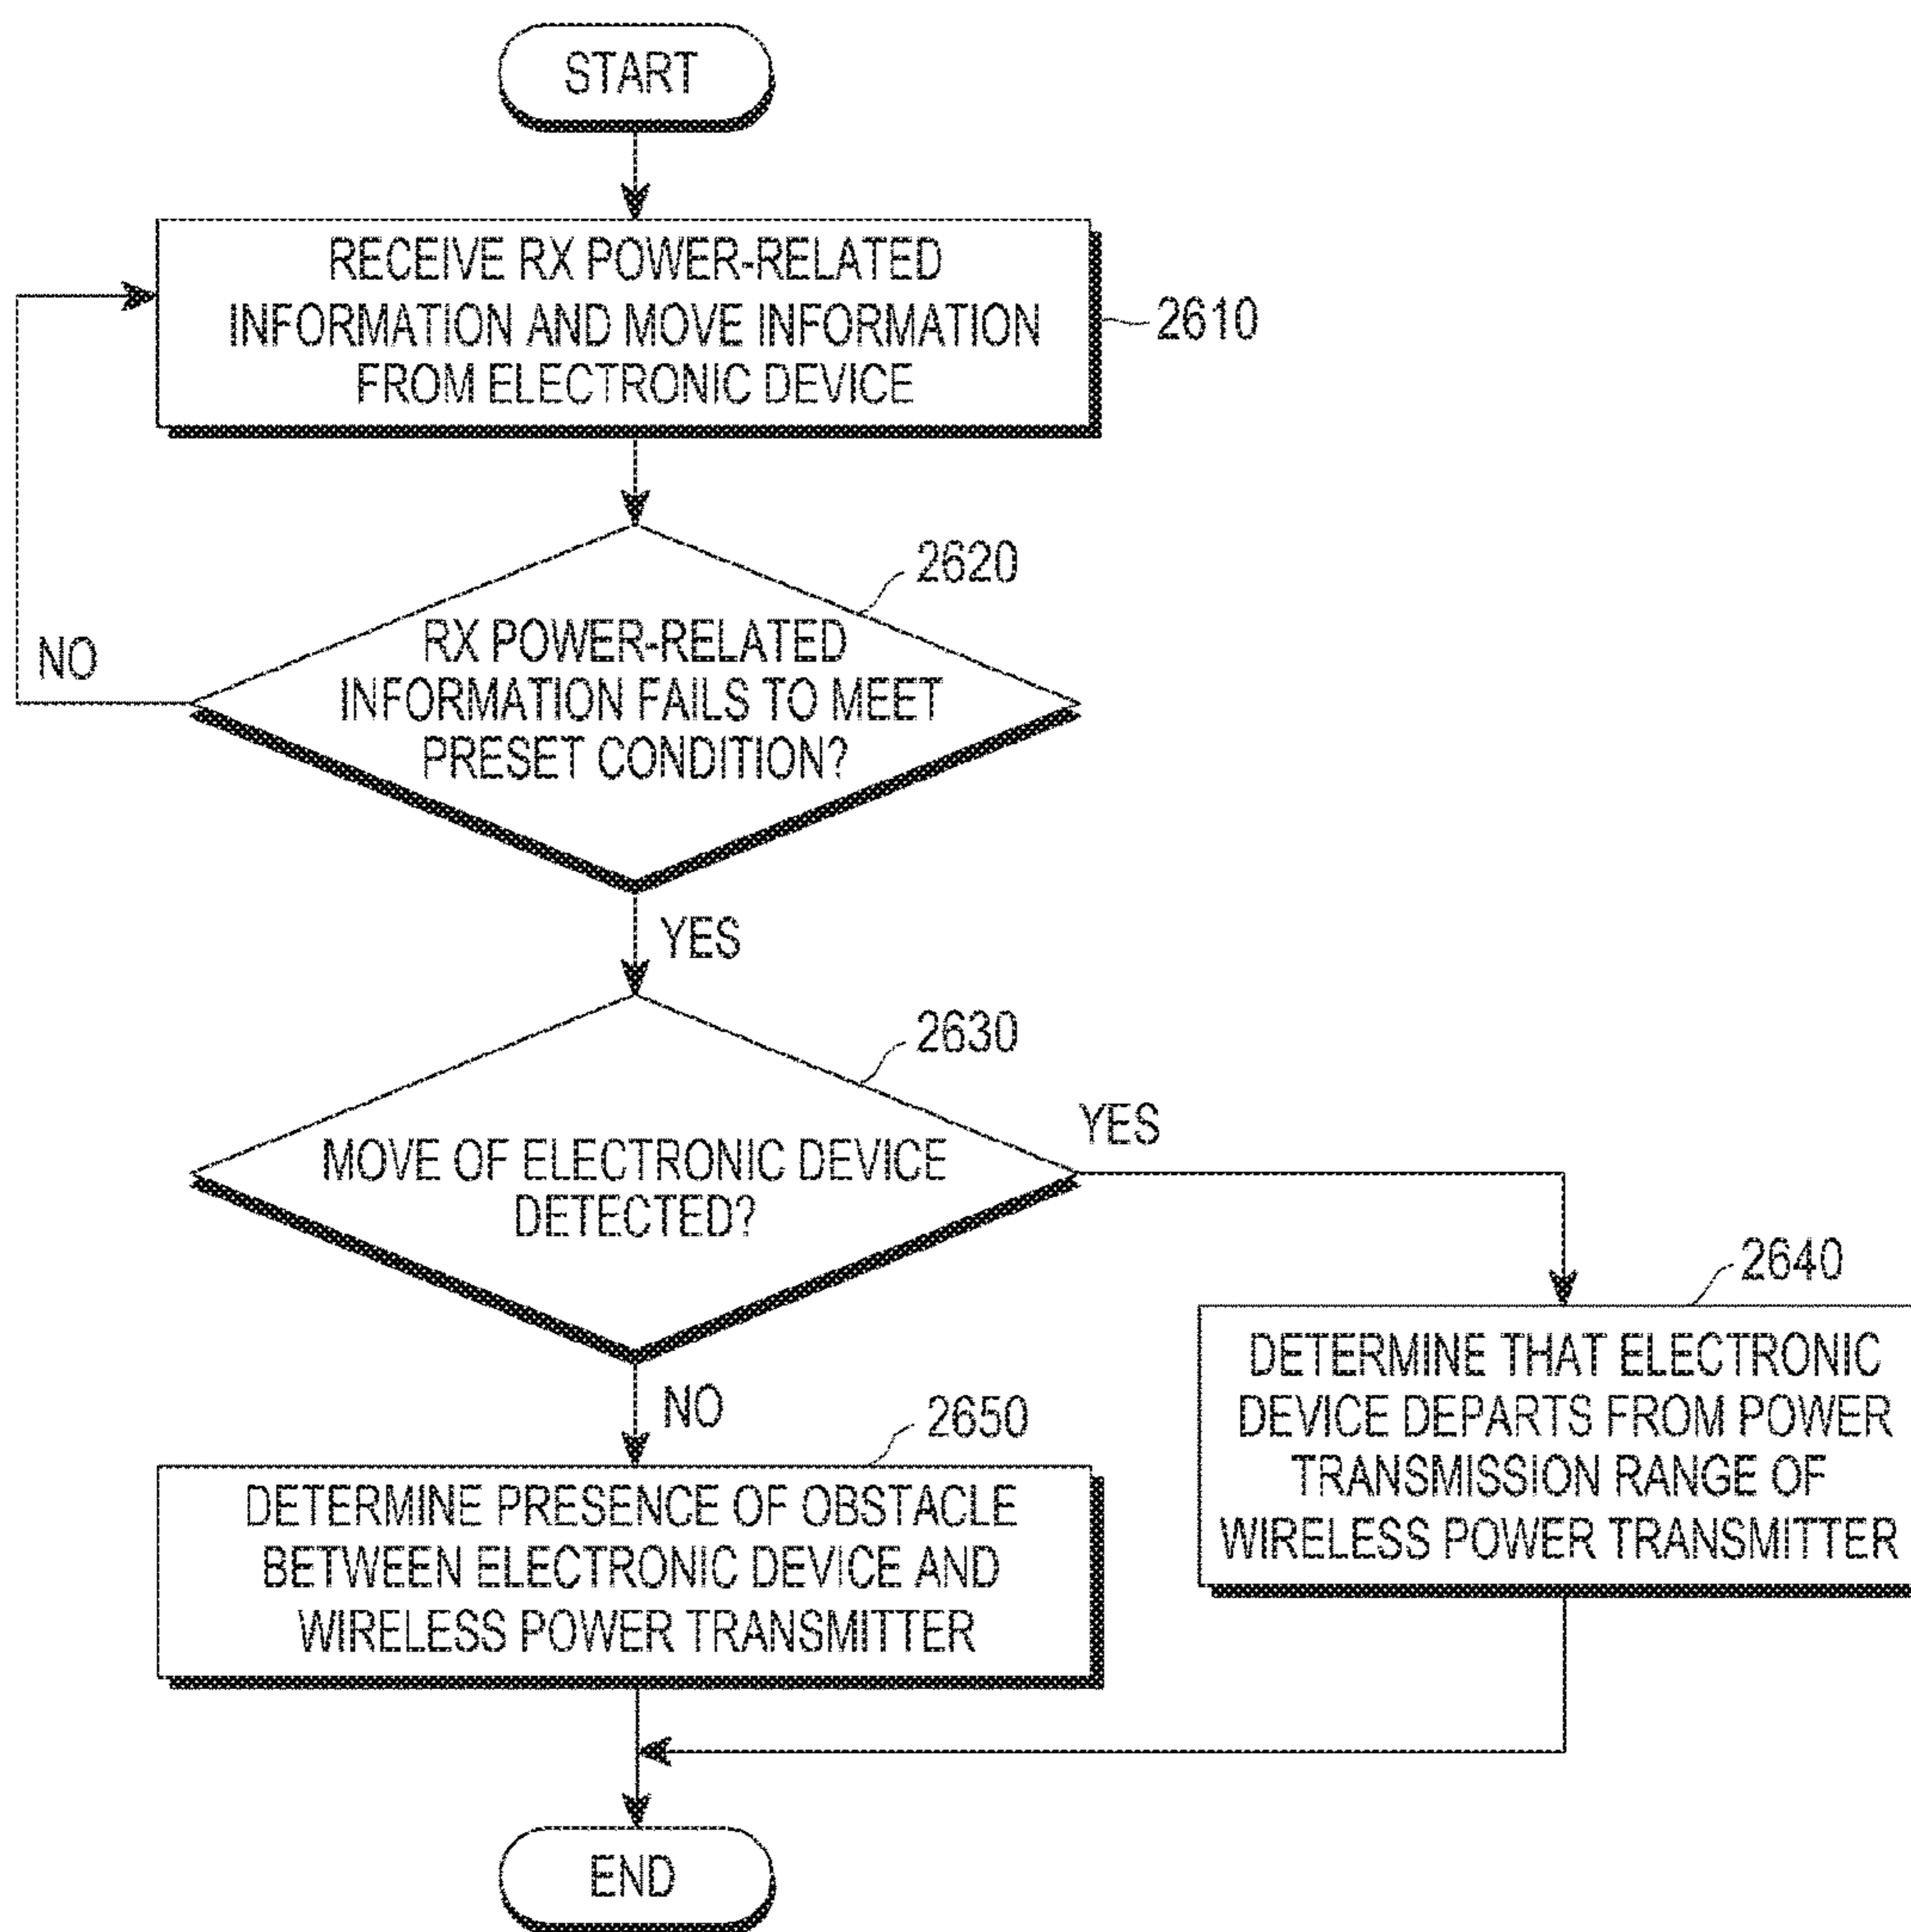 START
RECEIVE RX POWER-RELATED
INFORMATION AND MOVE INFORMATION
FROM ELECTRONIC DEVICE
2610
2620
RX POWER-RELATED
INFORMATION FAILS TO MEET
PRESET CONDITION?
NO
YES
2630
MOVE OF ELECTRONIC DEVICE
DETECTED?
YES
2640
DETERMINE THAT ELECTRONIC
DEVICE DEPARTS FROM POWER
TRANSMISSION RANGE OF
WIRELESS POWER TRANSMITTER
NO
2650
DETERMINE PRESENCE OF OBSTACLE
BETWEEN ELECTRONIC DEVICE AND
WIRELESS POWER TRANSMITTER
END